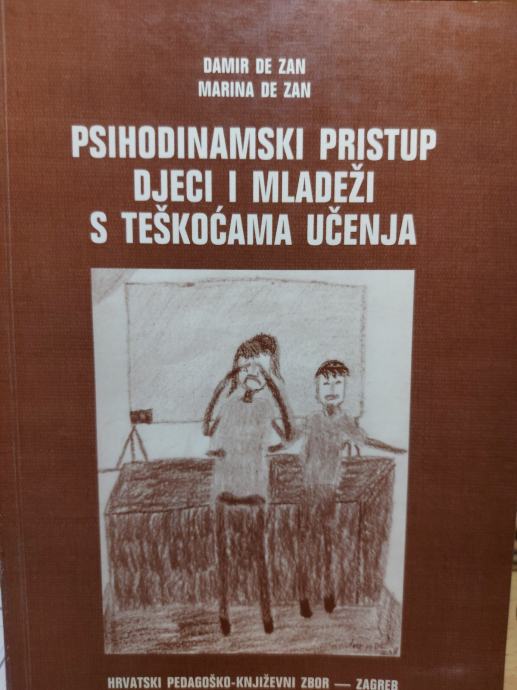 DAMIR DE ZAN
MARINA DE ZAN
PSIHODINAMSKI PRISTUP
DJECI I MLADEŽI
S TEŠKOĆAMA UČENJA
HRVATSKI PEDAGOŠKO-KNJIŽEVNI ZBOR — ZAGREB